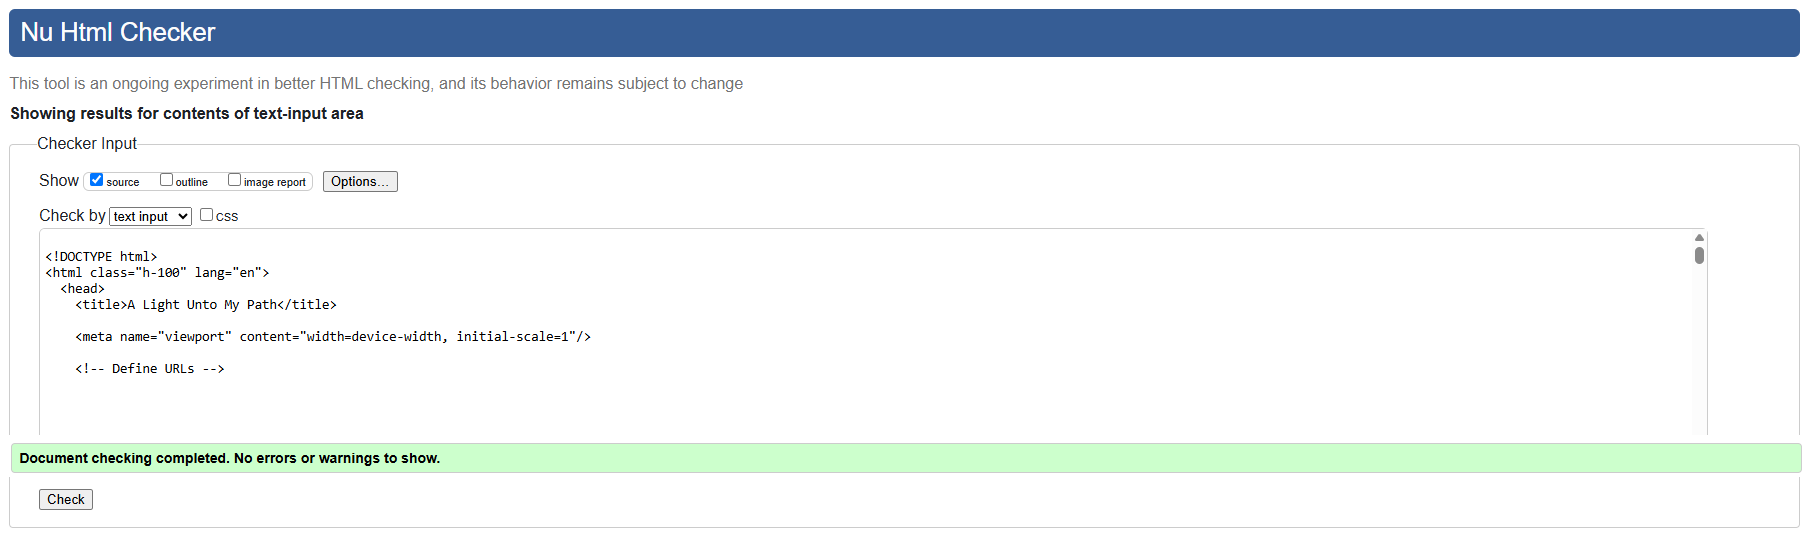 Nu Html Checker
This tool is an ongoing experiment in better HTML checking, and its behavior remains subject to change
Showing results for contents of text-input area
Checker Input
Show source outline image report Options...
Check by text input css
<!DOCTYPE html>
<html class="h-100" lang="en">
<head>
<title>A Light Unto My Path</title>
<meta name="viewport" content="width=device-width, initial-scale=1"/>
<!-- Define URLs -->
Document checking completed. No errors or warnings to show.
Check